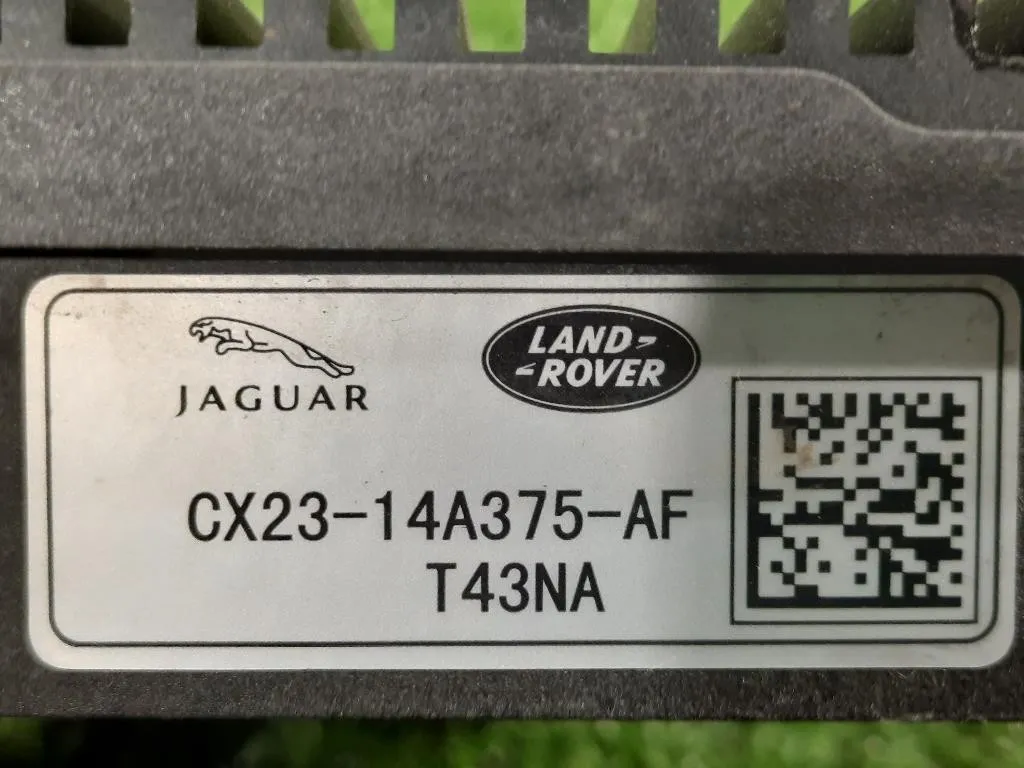 JAGUAR
LAND-
-ROVER
CX23-14A375-AF
T43NA